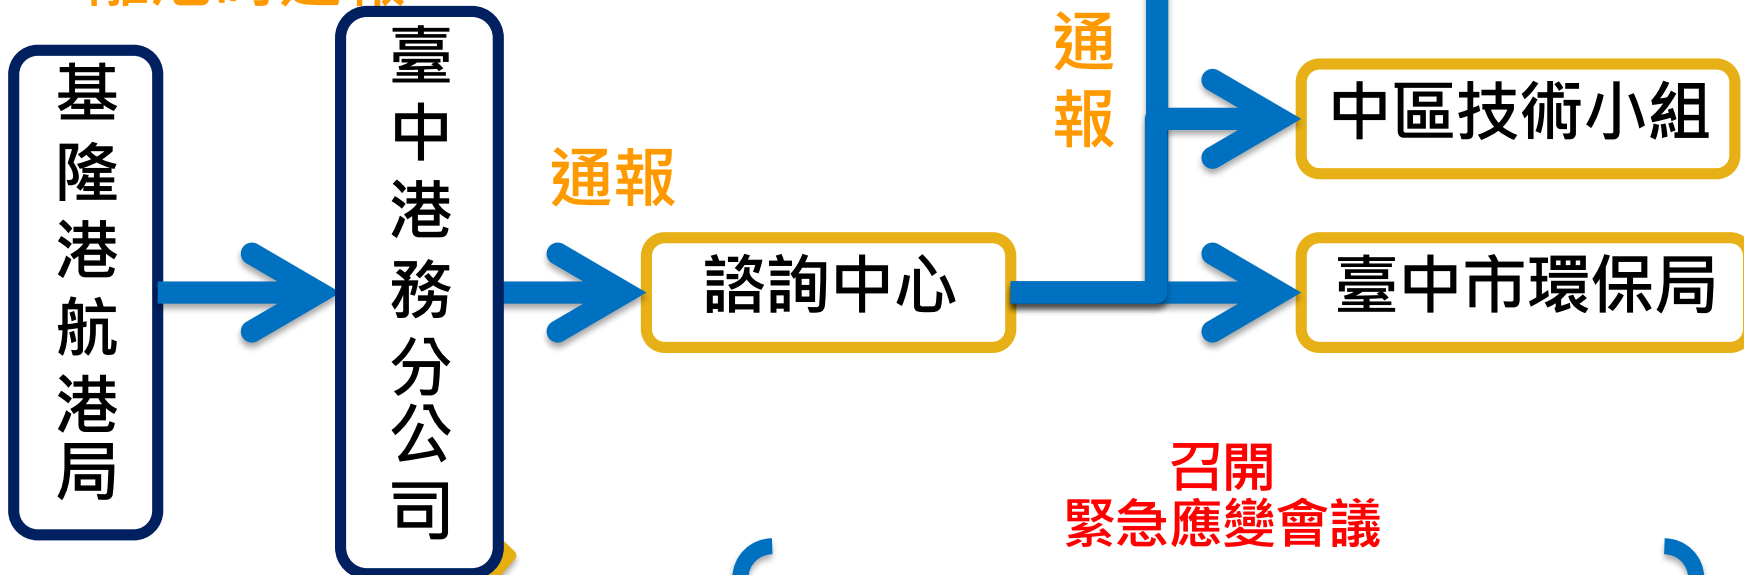 基隆港航港局
臺中港務分公司
通報
諮詢中心
通報
中區技術小組
臺中市環保局
召開
緊急應變會議